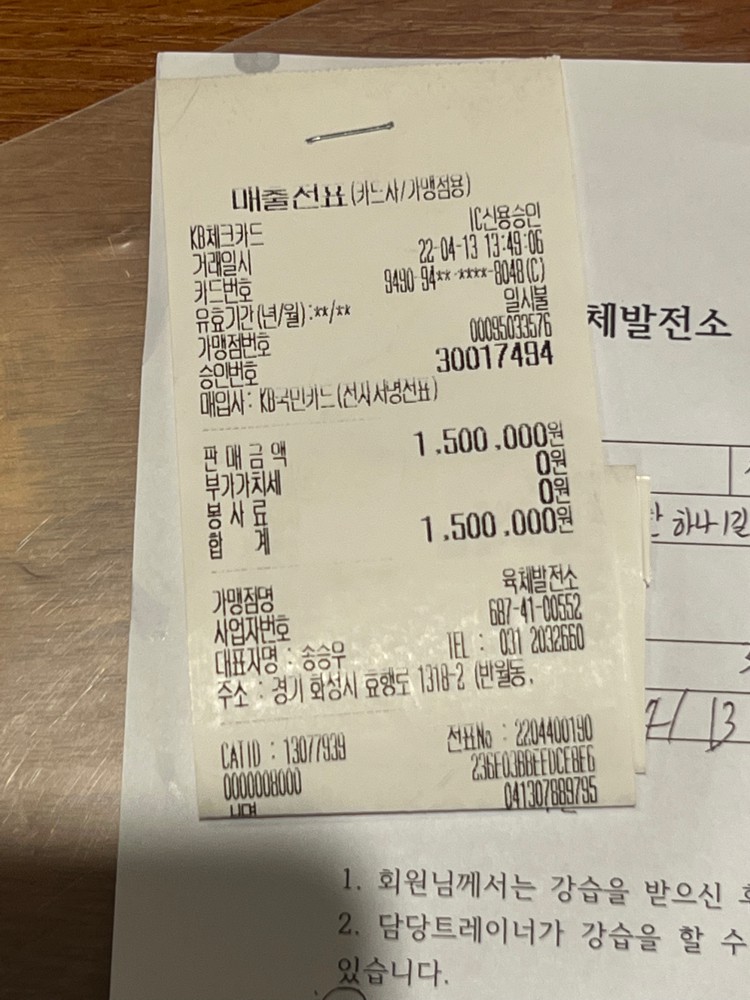 매출전표(카드사/가맹점용)
KB체크카드 IC신용승인
거래일시 22-04-13 13:49:06
카드번호 9490-94**-****-8048(C)
유효기간(년/월):**/** 일시불
가맹점번호 00095033576
승인번호 30017494
매입사: KB국민카드(전사서명전표)
판 매 금 액 1,500,000원
부가가치세 0원
봉 사 료 0원
합 계 1,500,000원
가맹점명 육체발전소
사업자번호 687-41-00552
대표자명 : 송승우 TEL : 031 2032660
주소 : 경기 화성시 효행로 1318-2 (반월동,
CATID : 13077939 전표No : 2204400190
0000008000 236E03BBEEDCEBE6
041307889795
체발전소
하나1길
13
1. 회원님께서는 강습을 받으신
2. 담당트레이너가 강습을 할 수
있습니다.